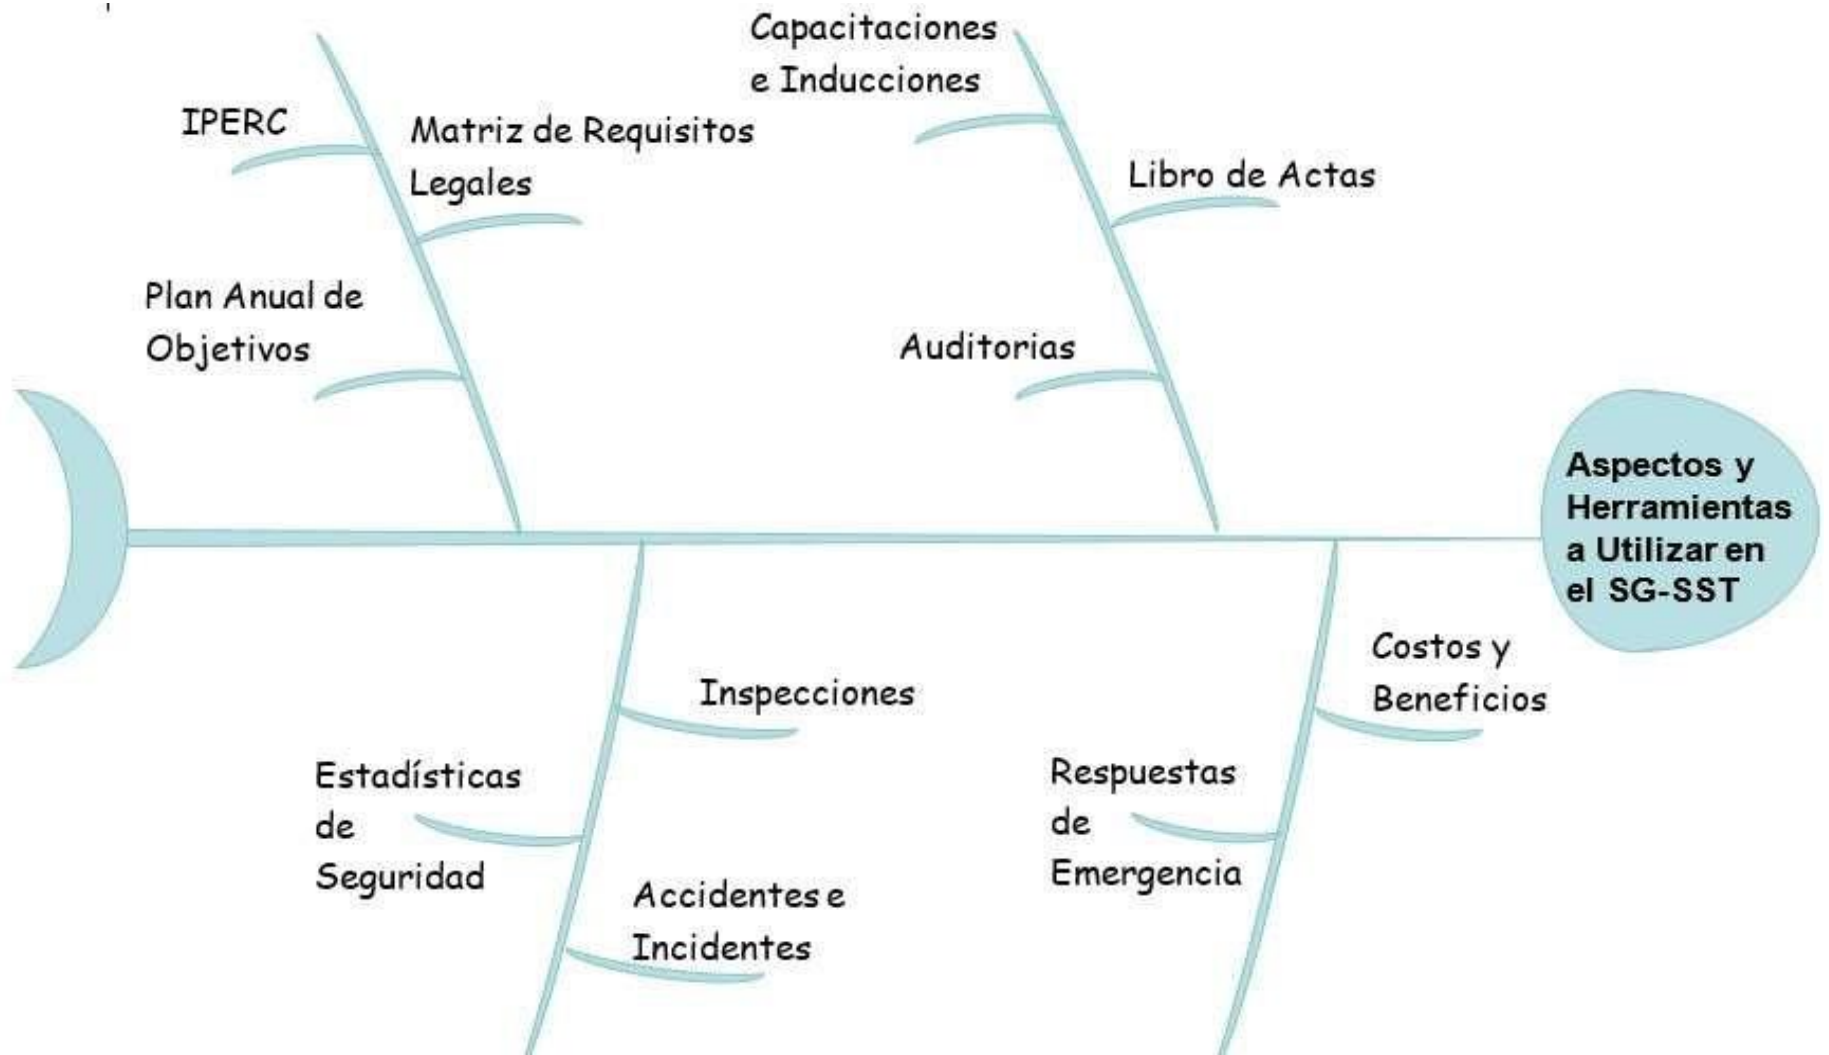 Capacitaciones
e Inducciones
IPERC
Matriz de Requisitos
Legales
Libro de Actas
Plan Anual de
Objetivos
Auditorias
Aspectos y
Herramientas
a Utilizar en
el SG-SST
Costos y
Beneficios
Inspecciones
Estadísticas
de
Seguridad
Respuestas
de
Emergencia
Accidentes e
Incidentes